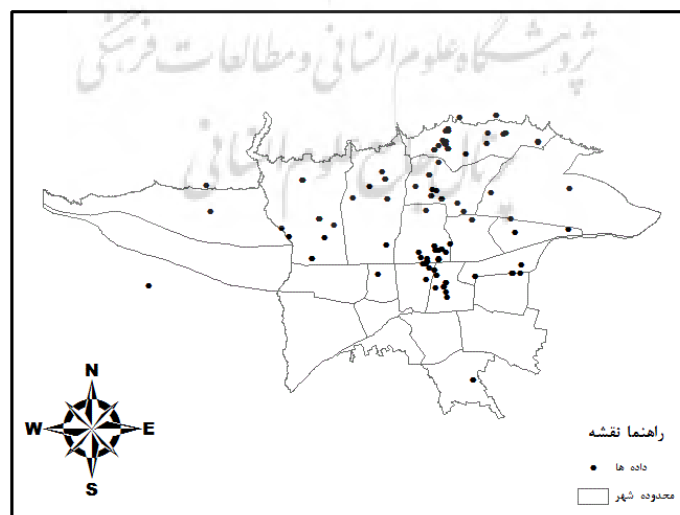 پژوهشگاه علوم انسانی و مطالعات فرهنگی
پرتال جامع علوم انسانی
N
W E
S
راهنما نقشه
داده ها
محدوده شهر